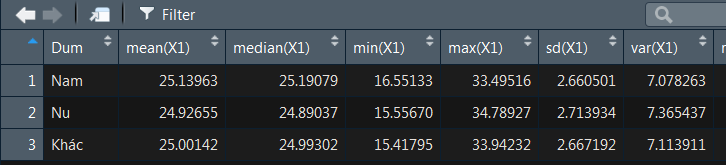 Filter
Dum mean(X1) median(X1) min(X1) max(X1) sd(X1) var(X1)
1 Nam 25.13963 25.19079 16.55133 33.49516 2.660501 7.078263
2 Nu 24.92655 24.89037 15.55670 34.78927 2.713934 7.365437
3 Khác 25.00142 24.99302 15.41795 33.94232 2.667192 7.113911